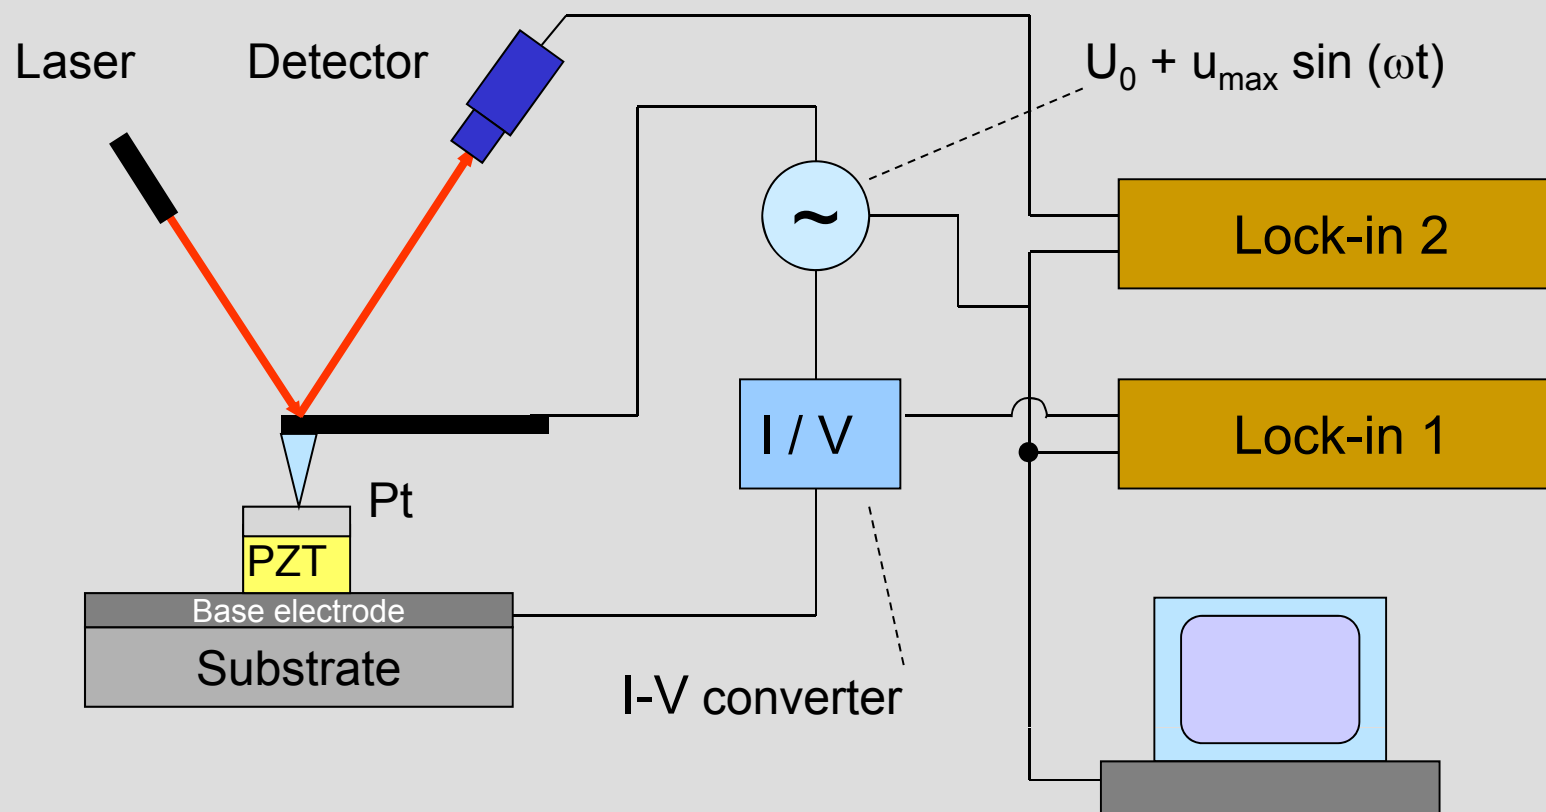 Laser
Detector
U₀ + uₘₐₓ sin (ωt)
~
Lock-in 2
I / V
Lock-in 1
Pt
PZT
Base electrode
Substrate
I-V converter